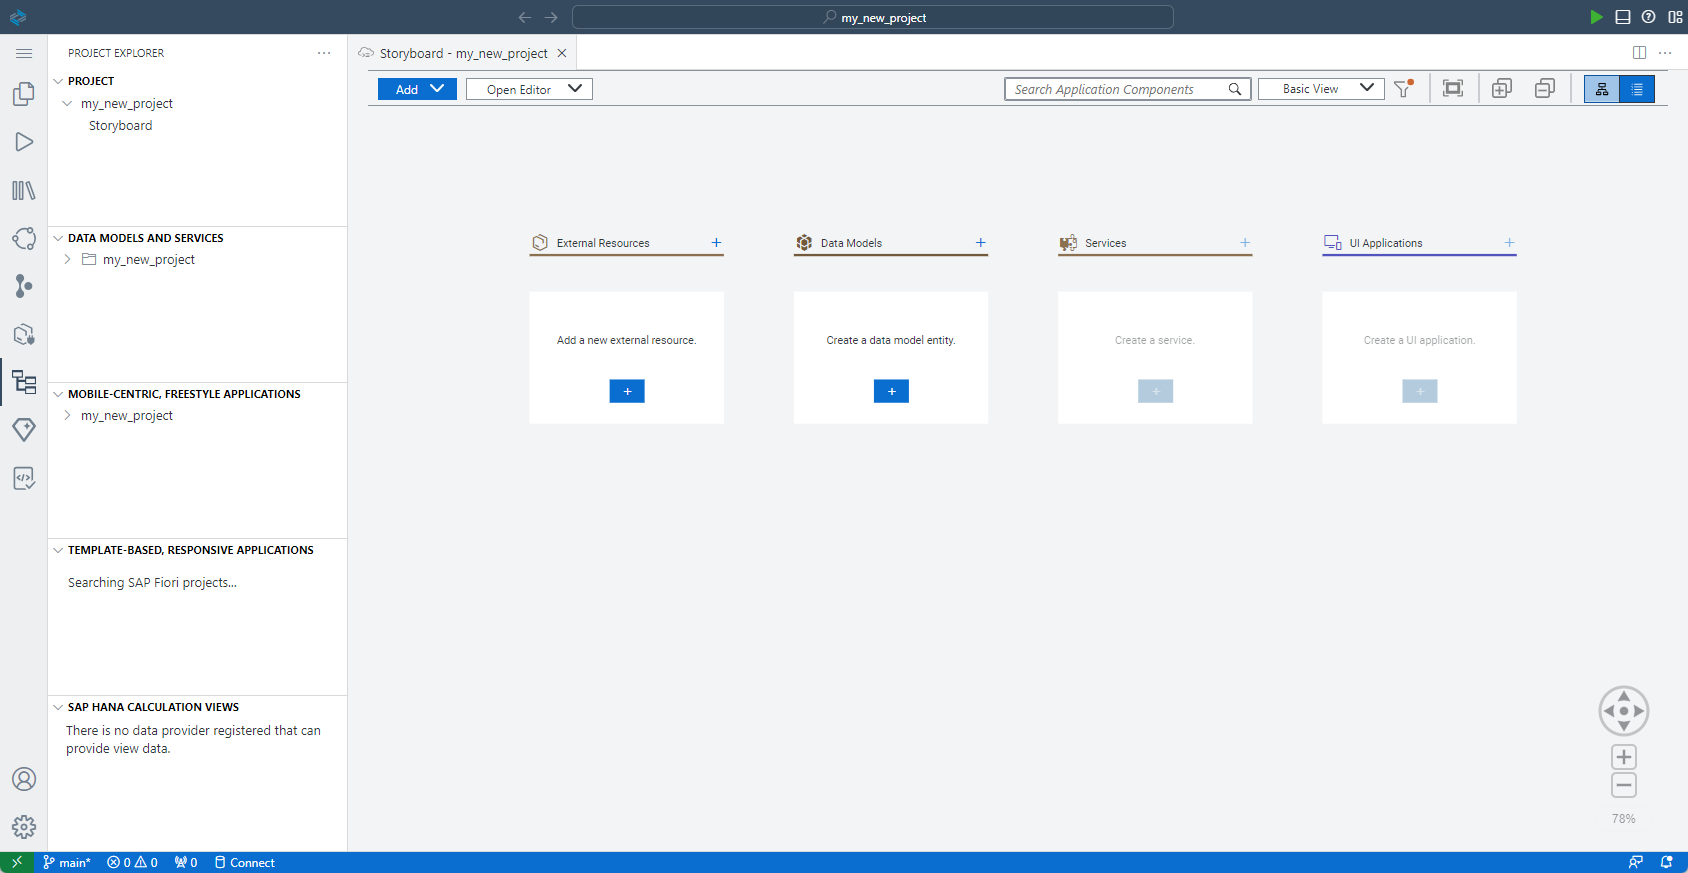 my_new_project
PROJECT EXPLORER
PROJECT
my_new_project
Storyboard
DATA MODELS AND SERVICES
my_new_project
MOBILE-CENTRIC, FREESTYLE APPLICATIONS
my_new_project
TEMPLATE-BASED, RESPONSIVE APPLICATIONS
Searching SAP Fiori projects...
SAP HANA CALCULATION VIEWS
There is no data provider registered that can
provide view data.
Storyboard - my_new_project
Add
Open Editor
Search Application Components
Basic View
External Resources
Data Models
Services
UI Applications
Add a new external resource.
Create a data model entity.
Create a service.
Create a UI application.
78%
main* 0 0 0 Connect